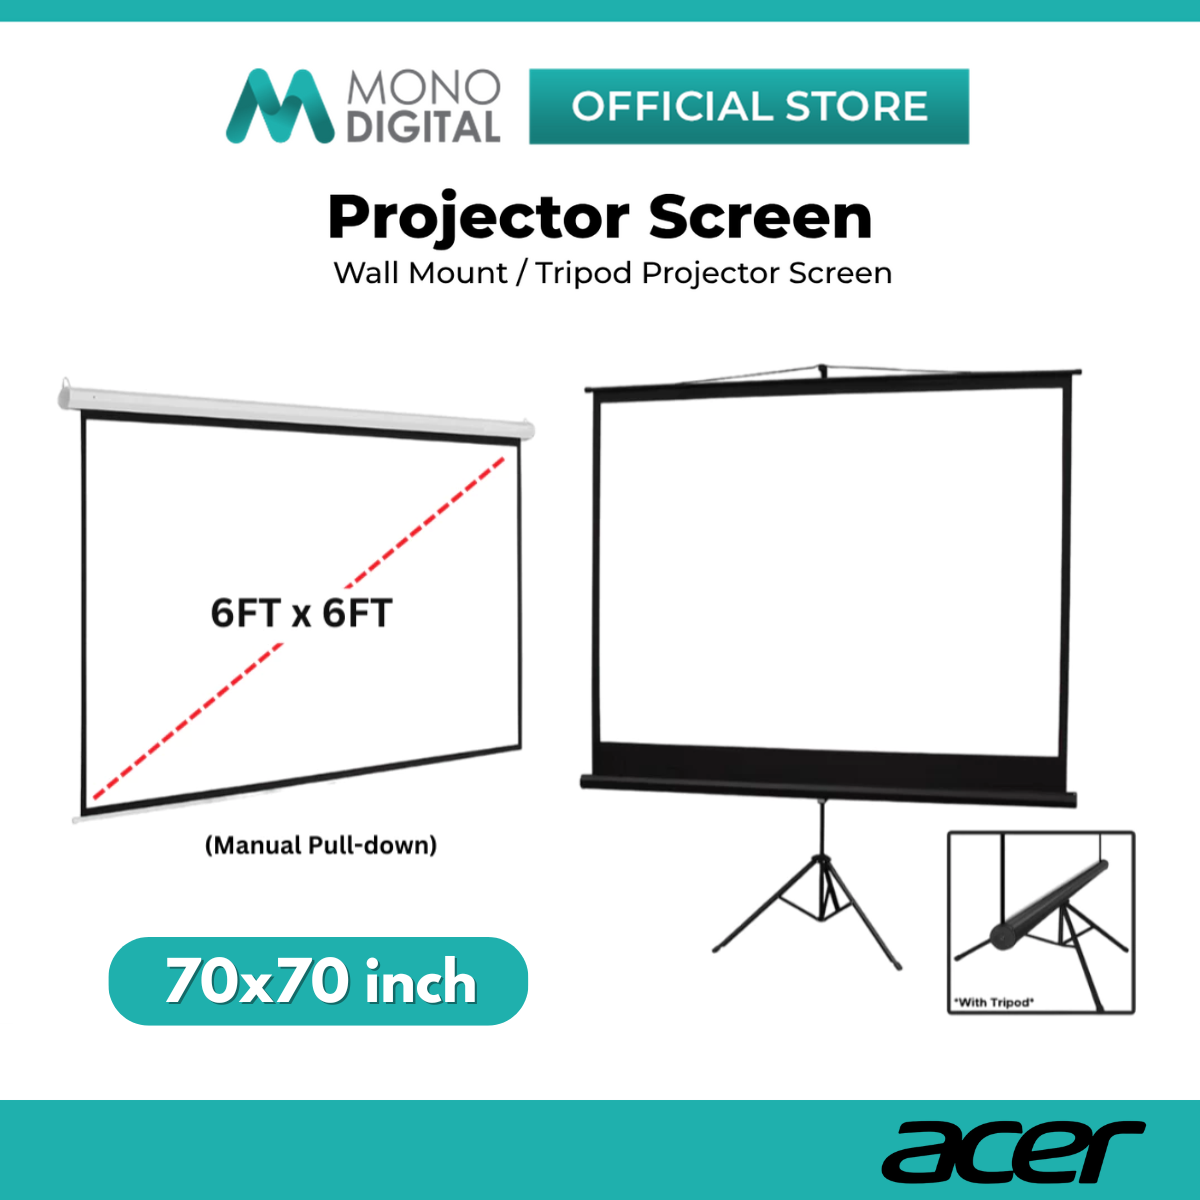 MONO
DIGITAL
OFFICIAL STORE
Projector Screen
Wall Mount / Tripod Projector Screen
6FT x 6FT
(Manual Pull-down)
70x70 inch
*With Tripod*
acer